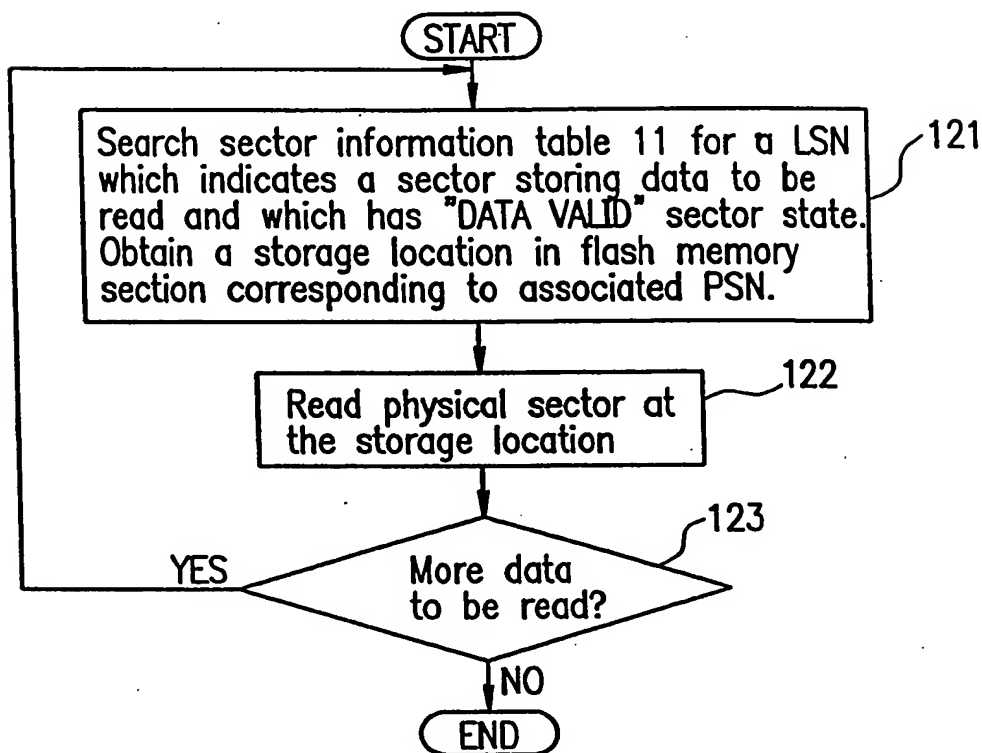 START
Search sector information table 11 for a LSN
which indicates a sector storing data to be
read and which has "DATA VALID" sector state.
Obtain a storage location in flash memory
section corresponding to associated PSN.
121
Read physical sector at
the storage location
122
More data
to be read?
123
YES
NO
END